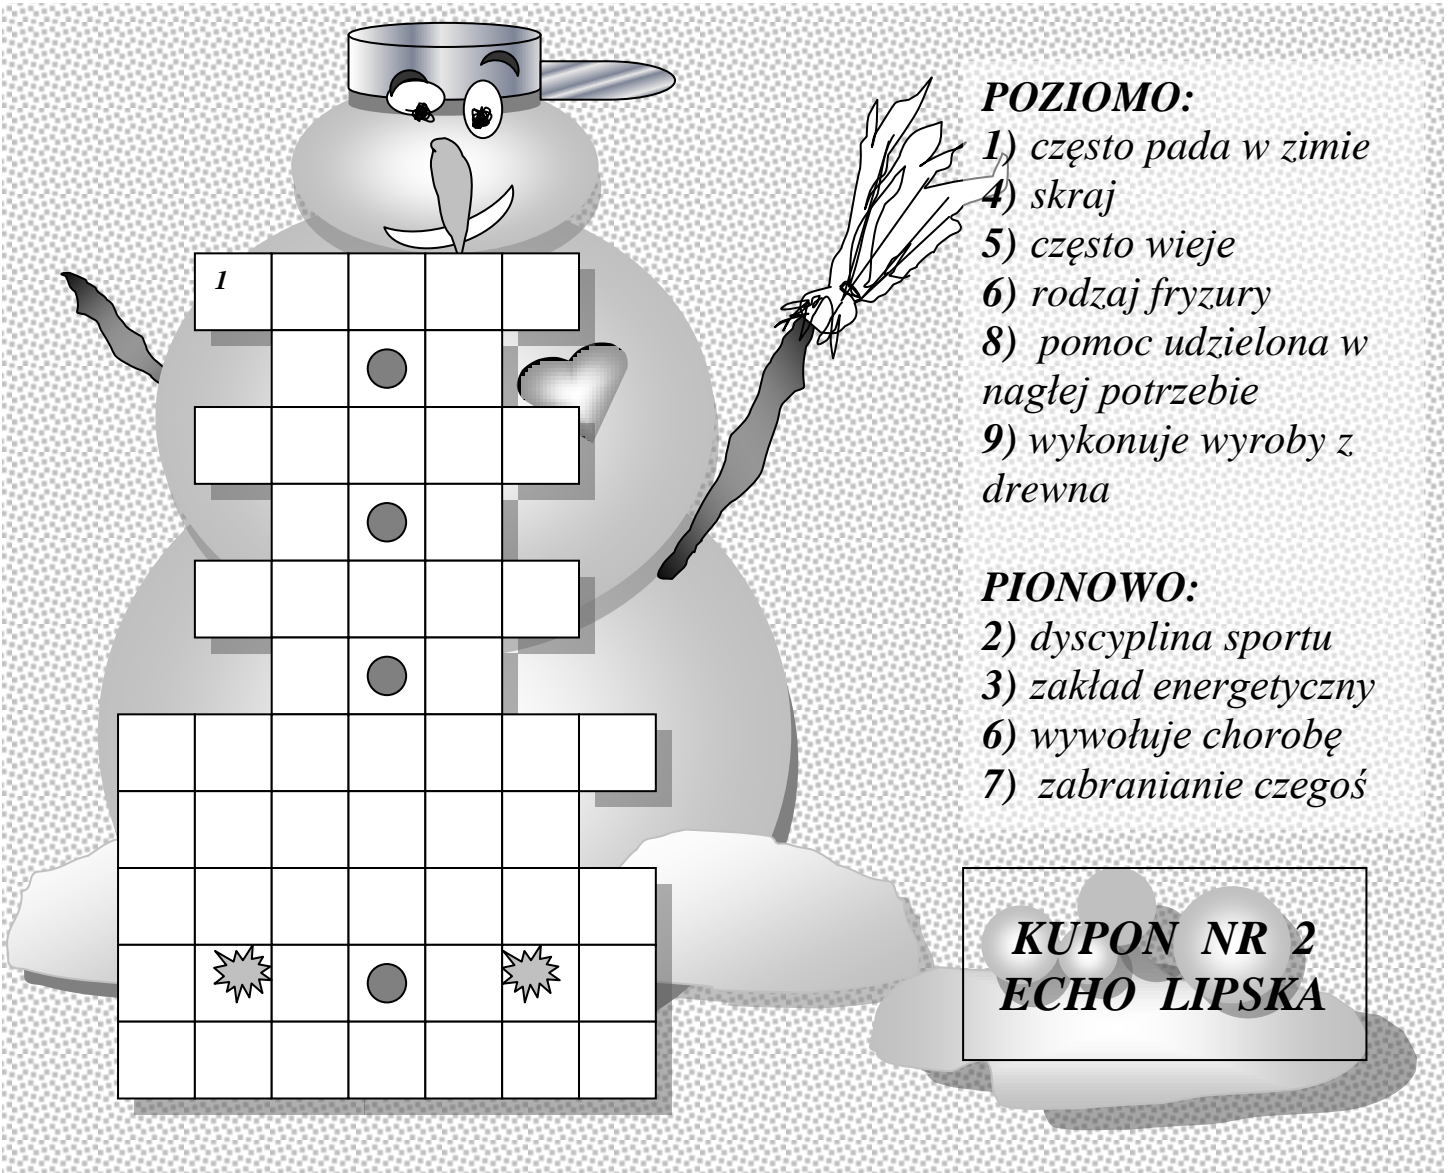 1
POZIOMO:
1) często pada w zimie
4) skraj
5) często wieje
6) rodzaj fryzury
8) pomoc udzielona w
nagłej potrzebie
9) wykonuje wyroby z
drewna
PIONOWO:
2) dyscyplina sportu
3) zakład energetyczny
6) wywołuje chorobę
7) zabranianie czegoś
KUPON NR 2
ECHO LIPSKA